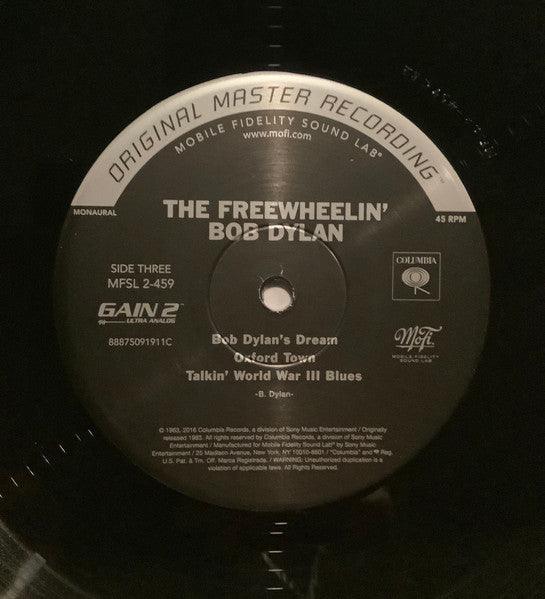 ORIGINAL MASTER RECORDING™
MOBILE FIDELITY SOUND LAB®
www.mofi.com
MONAURAL
45 RPM
THE FREEWHEELIN'
BOB DYLAN
SIDE THREE
MFSL 2-459
COLUMBIA
GAIN 2™
ULTRA ANALOG
88875091911C
MoFi
MOBILE FIDELITY
SOUND LAB
Bob Dylan's Dream
Oxford Town
Talkin' World War III Blues
-B. Dylan-
© 1963, 2016 Columbia Records, a division of Sony Music Entertainment / Originally
released 1963. All rights reserved by Columbia Records, a division of Sony Music
Entertainment / Manufactured for Mobile Fidelity Sound Lab® by Sony Music
Entertainment / 25 Madison Avenue, New York, NY 10010-8601 / "Columbia" and Reg.
U.S. Pat. & Tm. Off. Marca Registrada. / WARNING: Unauthorized duplication is a
violation of applicable laws. All Rights Reserved.